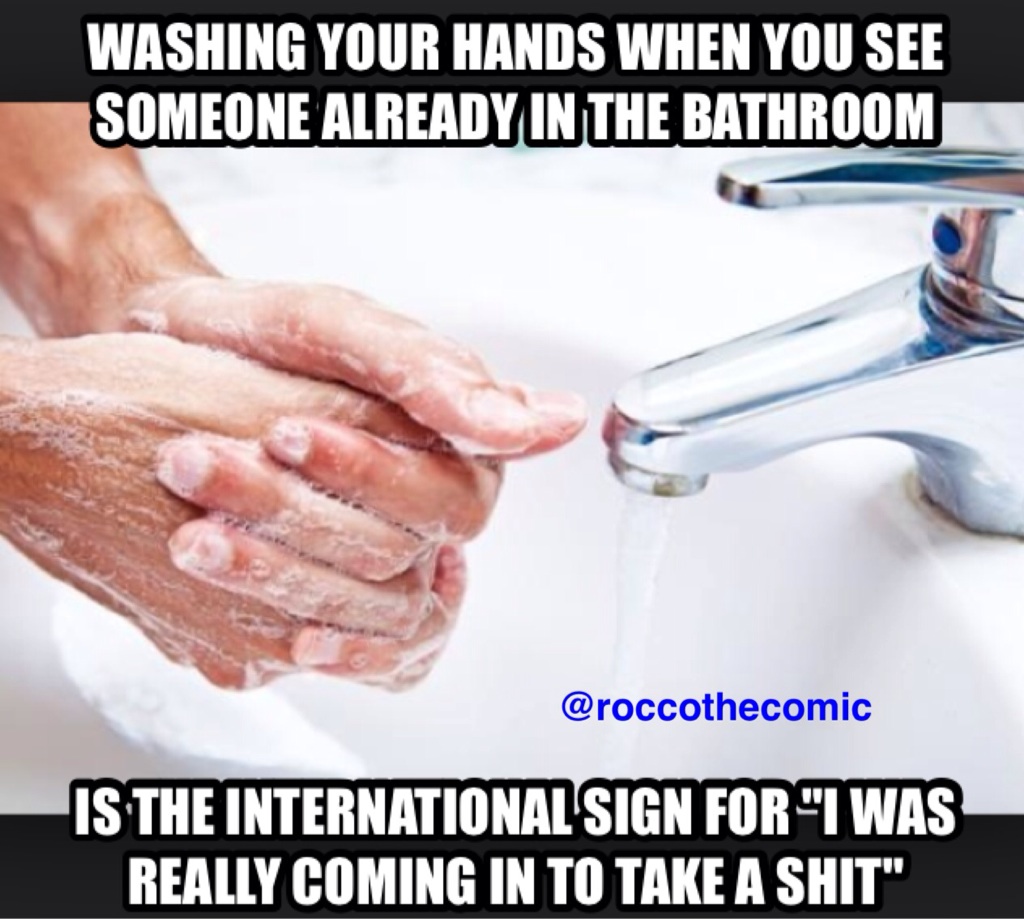 WASHING YOUR HANDS WHEN YOU SEE
SOMEONE ALREADY IN THE BATHROOM
@roccothecomic
IS THE INTERNATIONAL SIGN FOR "I WAS
REALLY COMING IN TO TAKE A SHIT"